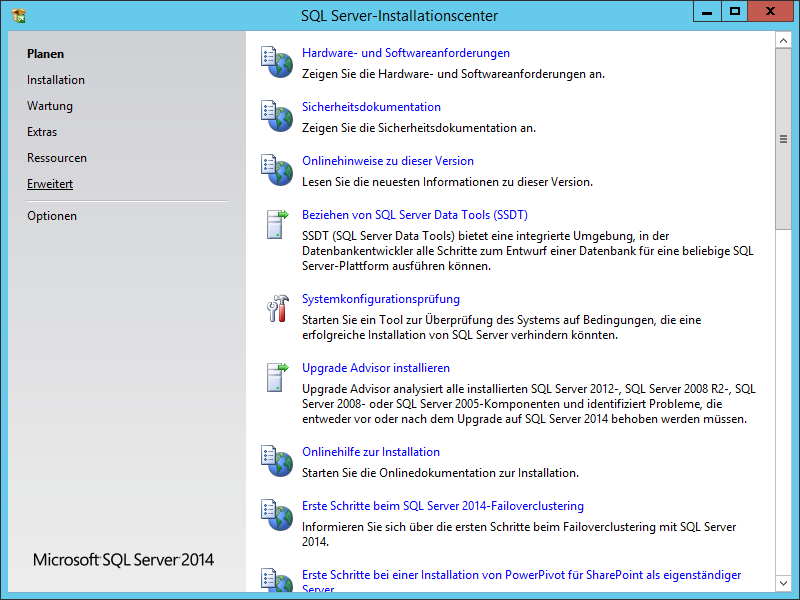 SQL Server-Installationscenter
Planen
Installation
Wartung
Extras
Ressourcen
Erweitert
Optionen
Microsoft SQL Server 2014
Hardware- und Softwareanforderungen
Zeigen Sie die Hardware- und Softwareanforderungen an.
Sicherheitsdokumentation
Zeigen Sie die Sicherheitsdokumentation an.
Onlinehinweise zu dieser Version
Lesen Sie die neuesten Informationen zu dieser Version.
Beziehen von SQL Server Data Tools (SSDT)
SSDT (SQL Server Data Tools) bietet eine integrierte Umgebung, in der
Datenbankentwickler alle Schritte zum Entwurf einer Datenbank für eine beliebige SQL
Server-Plattform ausführen können.
Systemkonfigurationsprüfung
Starten Sie ein Tool zur Überprüfung des Systems auf Bedingungen, die eine
erfolgreiche Installation von SQL Server verhindern könnten.
Upgrade Advisor installieren
Upgrade Advisor analysiert alle installierten SQL Server 2012-, SQL Server 2008 R2-, SQL
Server 2008- oder SQL Server 2005-Komponenten und identifiziert Probleme, die
entweder vor oder nach dem Upgrade auf SQL Server 2014 behoben werden müssen.
Onlinehilfe zur Installation
Starten Sie die Onlinedokumentation zur Installation.
Erste Schritte beim SQL Server 2014-Failoverclustering
Informieren Sie sich über die ersten Schritte beim Failoverclustering mit SQL Server
2014.
Erste Schritte bei einer Installation von PowerPivot für SharePoint als eigenständiger
Server